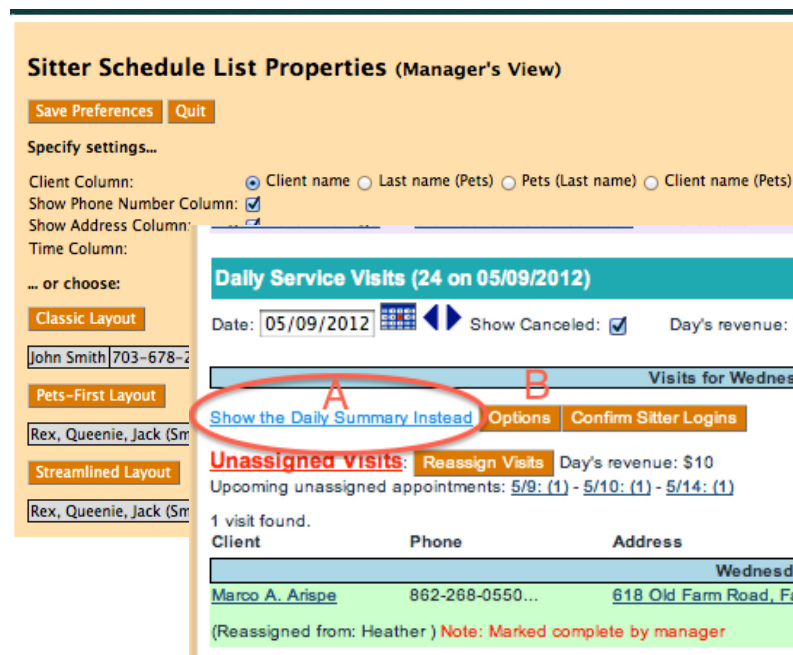 Sitter Schedule List Properties (Manager's View)
Save Preferences Quit
Specify settings...
Client Column: Client name Last name (Pets) Pets (Last name) Client name (Pets)
Show Phone Number Column:
Show Address Column:
Time Column:
... or choose:
Classic Layout
John Smith 703-678-2
Pets-First Layout
Rex, Queenie, Jack (Sm
Streamlined Layout
Rex, Queenie, Jack (Sm
Daily Service Visits (24 on 05/09/2012)
Date: 05/09/2012 Show Canceled: Day's revenue:
Visits for Wednes
A B
Show the Daily Summary Instead Options Confirm Sitter Logins
Unassigned Visits: Reassign Visits Day's revenue: $10
Upcoming unassigned appointments: 5/9: (1) - 5/10: (1) - 5/14: (1)
1 visit found.
Client Phone Address
Wednesd
Marco A. Arispe 862-268-0550... 618 Old Farm Road, Fa
(Reassigned from: Heather ) Note: Marked complete by manager